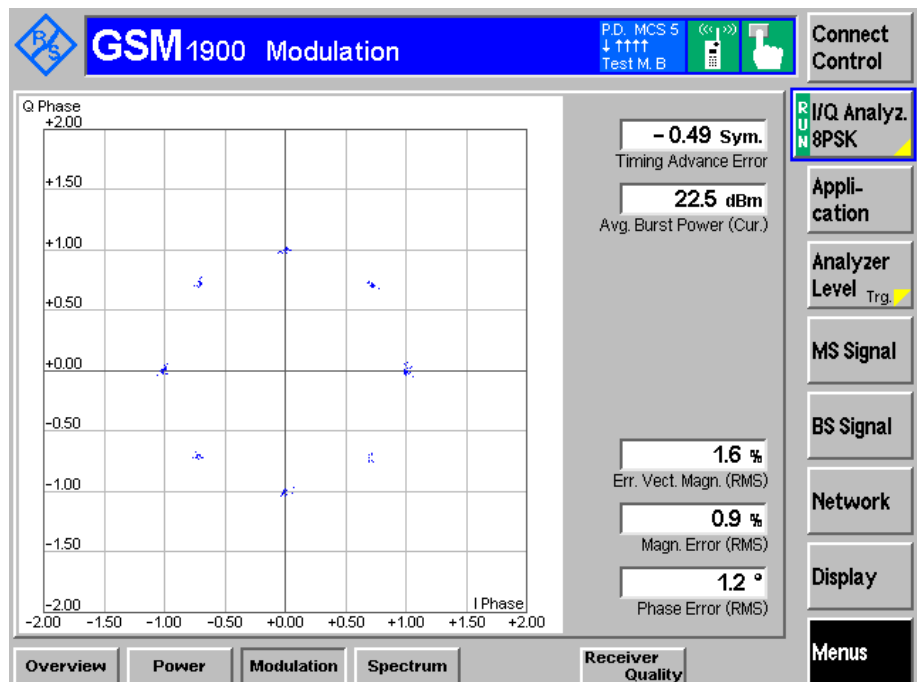 R&S
GSM 1900 Modulation
P.D. MCS 5
↓ ↑↑↑↑
Test M. B
Connect
Control
RUN
I/Q Analyz.
8PSK
Appli-
cation
Analyzer
Level Trg.
MS Signal
BS Signal
Network
Display
Menus
Q Phase
+2.00
+1.50
+1.00
+0.50
+0.00
-0.50
-1.00
-1.50
-2.00
I Phase
-2.00 -1.50 -1.00 -0.50 +0.00 +0.50 +1.00 +1.50 +2.00
- 0.49 Sym.
Timing Advance Error
22.5 dBm
Avg. Burst Power (Cur.)
1.6 %
Err. Vect. Magn. (RMS)
0.9 %
Magn. Error (RMS)
1.2 °
Phase Error (RMS)
Overview
Power
Modulation
Spectrum
Receiver
Quality